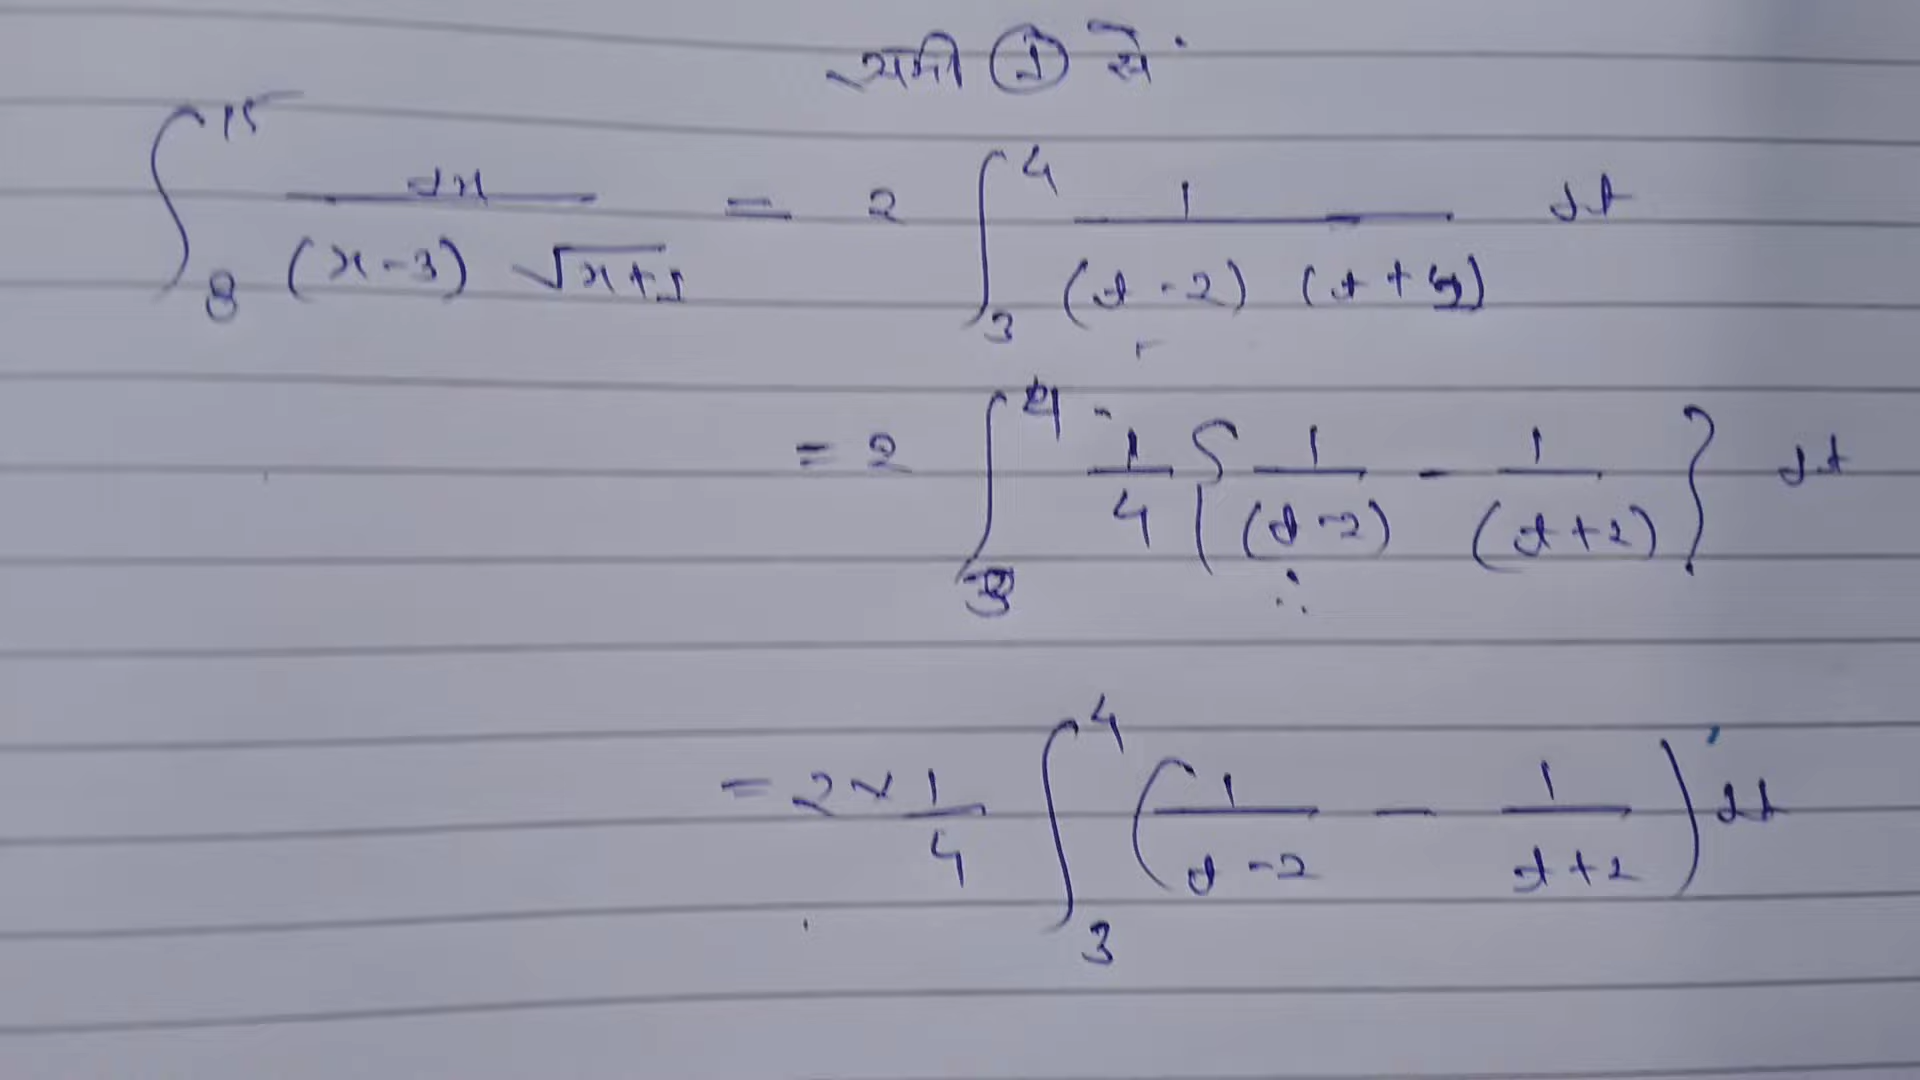 समी ① से
∫₈¹⁵ dx / ((x-3) √x+1) = 2 ∫₃⁴ 1 / ((t-2) (t+2)) dt
= 2 ∫₃⁴ 1/4 { 1/(t-2) - 1/(t+2) } dt
= 2 × 1/4 ∫₃⁴ ( 1/t-2 - 1/t+2 ) dt